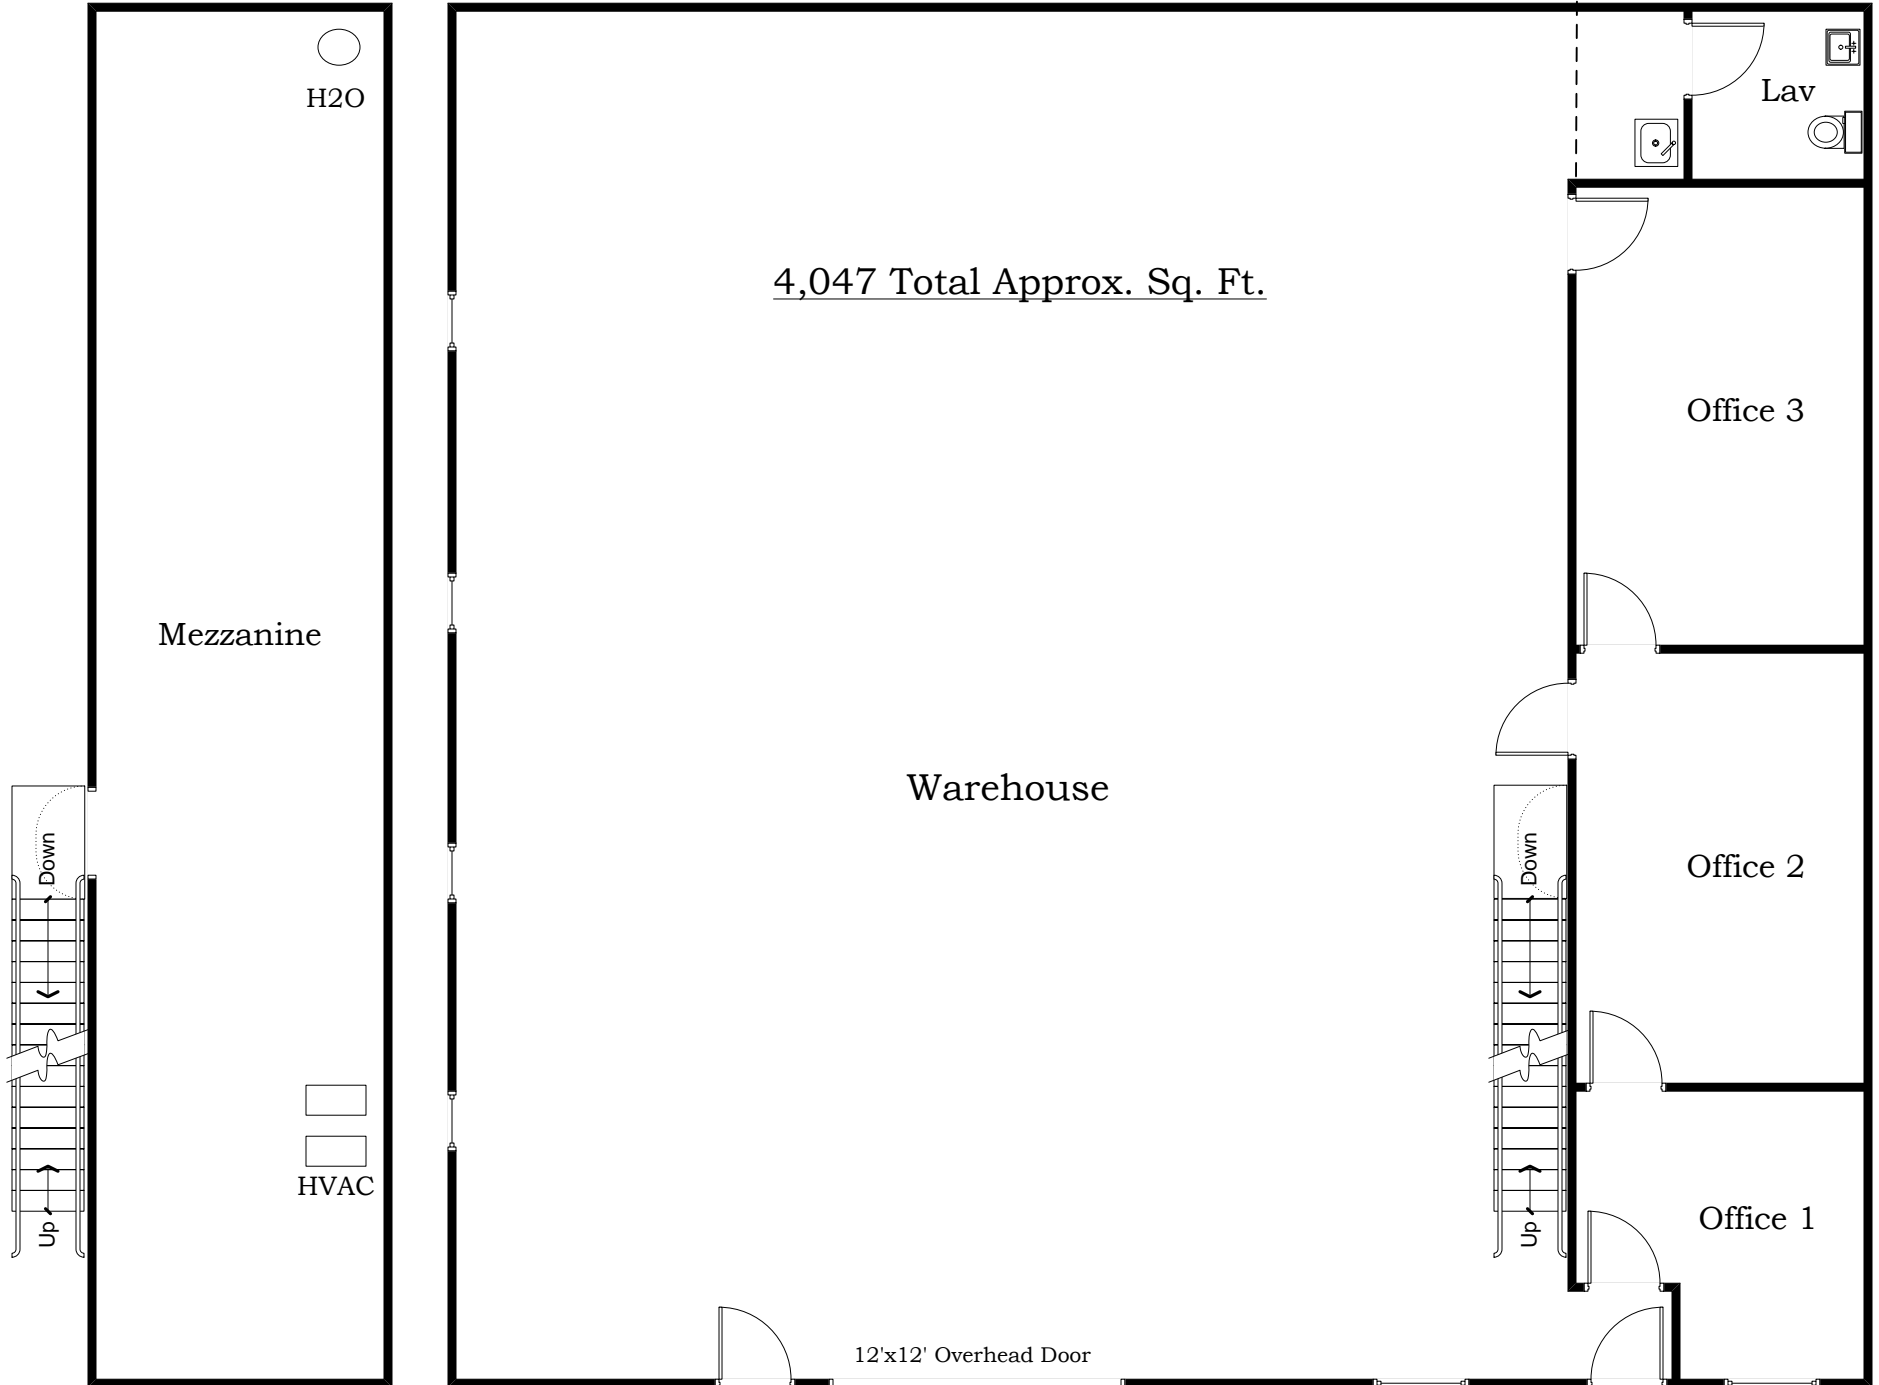 H2O
Mezzanine
Down
HVAC
Up
Lav
4,047 Total Approx. Sq. Ft.
Office 3
Warehouse
Down
Office 2
Office 1
Up
12'x12' Overhead Door